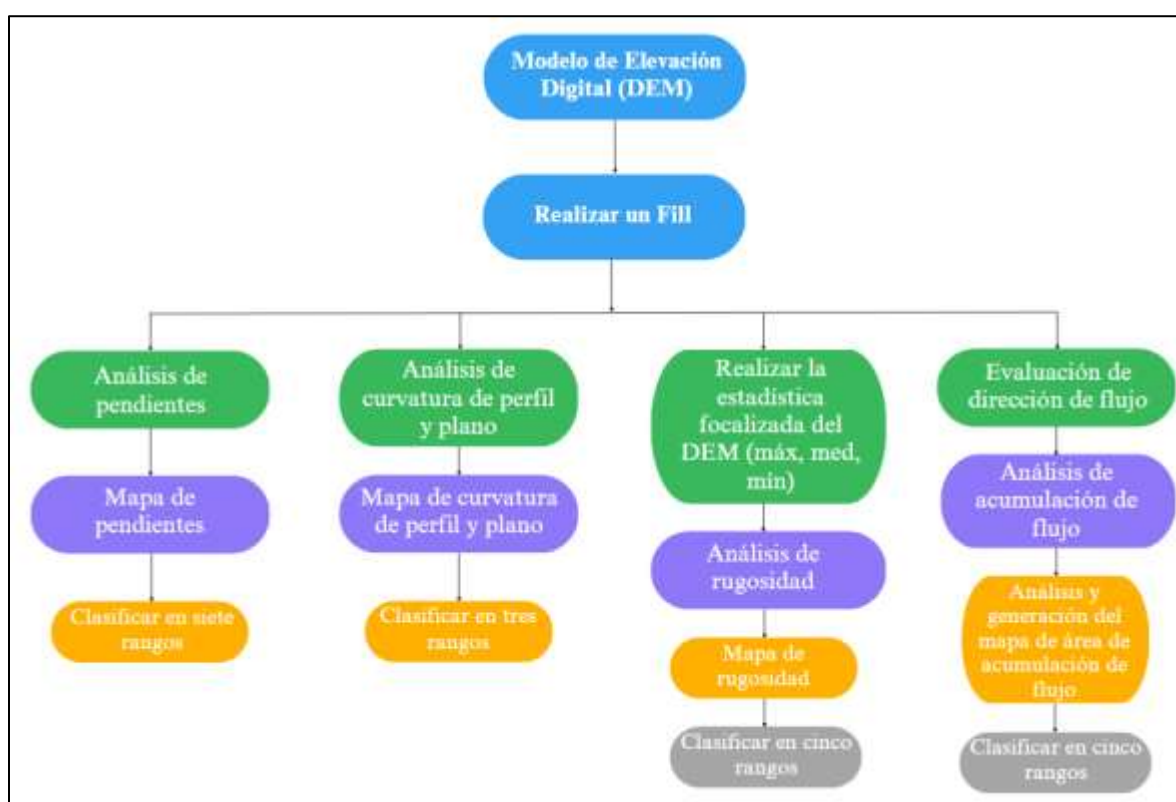 Modelo de Elevación
Digital (DEM)
Realizar un Fill
Análisis de
pendientes
Mapa de
pendientes
Clasificar en siete
rangos
Análisis de
curvatura de perfil
y plano
Mapa de curvatura
de perfil y plano
Clasificar en tres
rangos
Realizar la
estadística
focalizada del
DEM (máx, med,
mín)
Análisis de
rugosidad
Mapa de
rugosidad
Clasificar en cinco
rangos
Evaluación de
dirección de flujo
Análisis de
acumulación de
flujo
Análisis y
generación del
mapa de área de
acumulación de
flujo
Clasificar en cinco
rangos